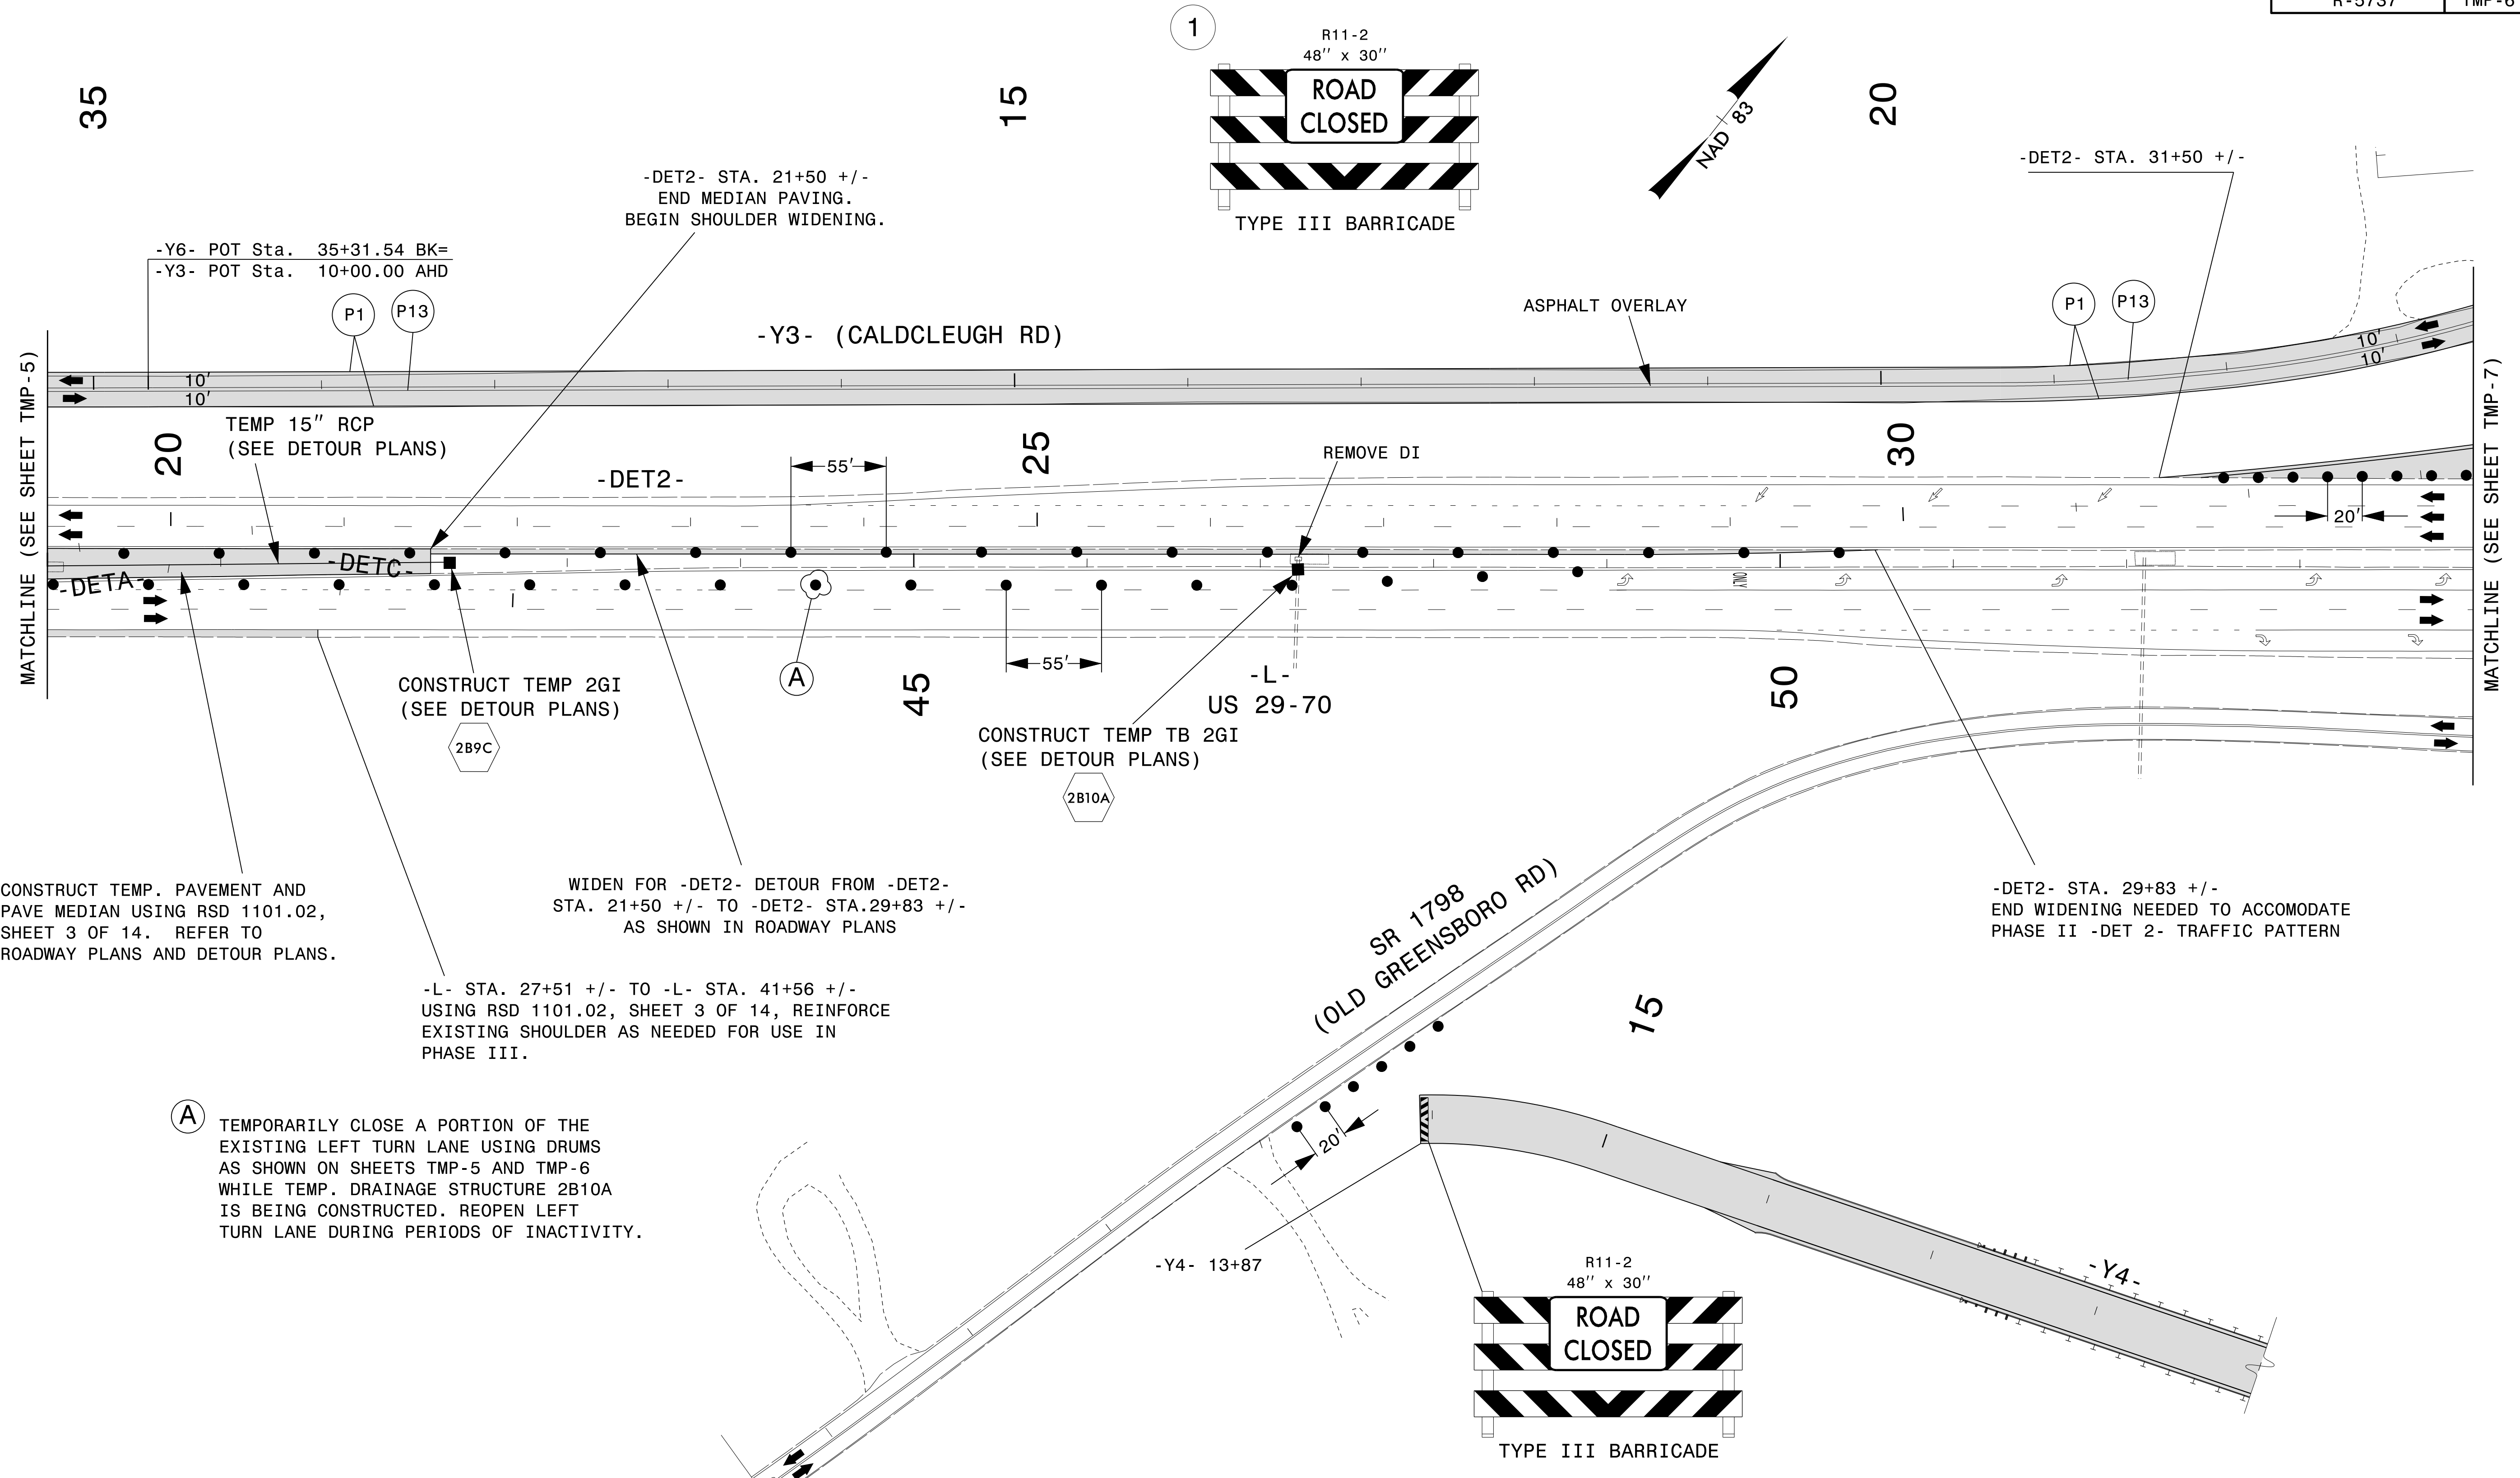 R-5737
TMP-6
1
R11-2
48" x 30"
ROAD
CLOSED
TYPE III BARRICADE
NAD 83
35
15
20
-DET2- STA. 31+50 +/-
-DET2- STA. 21+50 +/-
END MEDIAN PAVING.
BEGIN SHOULDER WIDENING.
-Y6- POT Sta. 35+31.54 BK=
-Y3- POT Sta. 10+00.00 AHD
P1
P13
-Y3- (CALDCLEUGH RD)
ASPHALT OVERLAY
P1
P13
10'
10'
10'
10'
MATCHLINE (SEE SHEET TMP-5)
MATCHLINE (SEE SHEET TMP-7)
TEMP 15" RCP
(SEE DETOUR PLANS)
20
25
30
-DET2-
55'
REMOVE DI
20'
-DETA-
-DETC-
ONLY
CONSTRUCT TEMP 2GI
(SEE DETOUR PLANS)
2B9C
A
45
55'
-L-
US 29-70
50
CONSTRUCT TEMP TB 2GI
(SEE DETOUR PLANS)
2B10A
CONSTRUCT TEMP. PAVEMENT AND
PAVE MEDIAN USING RSD 1101.02,
SHEET 3 OF 14. REFER TO
ROADWAY PLANS AND DETOUR PLANS.
WIDEN FOR -DET2- DETOUR FROM -DET2-
STA. 21+50 +/- TO -DET2- STA.29+83 +/-
AS SHOWN IN ROADWAY PLANS
-DET2- STA. 29+83 +/-
END WIDENING NEEDED TO ACCOMODATE
PHASE II -DET 2- TRAFFIC PATTERN
SR 1798
(OLD GREENSBORO RD)
-L- STA. 27+51 +/- TO -L- STA. 41+56 +/-
USING RSD 1101.02, SHEET 3 OF 14, REINFORCE
EXISTING SHOULDER AS NEEDED FOR USE IN
PHASE III.
15
A
TEMPORARILY CLOSE A PORTION OF THE
EXISTING LEFT TURN LANE USING DRUMS
AS SHOWN ON SHEETS TMP-5 AND TMP-6
WHILE TEMP. DRAINAGE STRUCTURE 2B10A
IS BEING CONSTRUCTED. REOPEN LEFT
TURN LANE DURING PERIODS OF INACTIVITY.
20'
-Y4- 13+87
-Y4-
R11-2
48" x 30"
ROAD
CLOSED
TYPE III BARRICADE